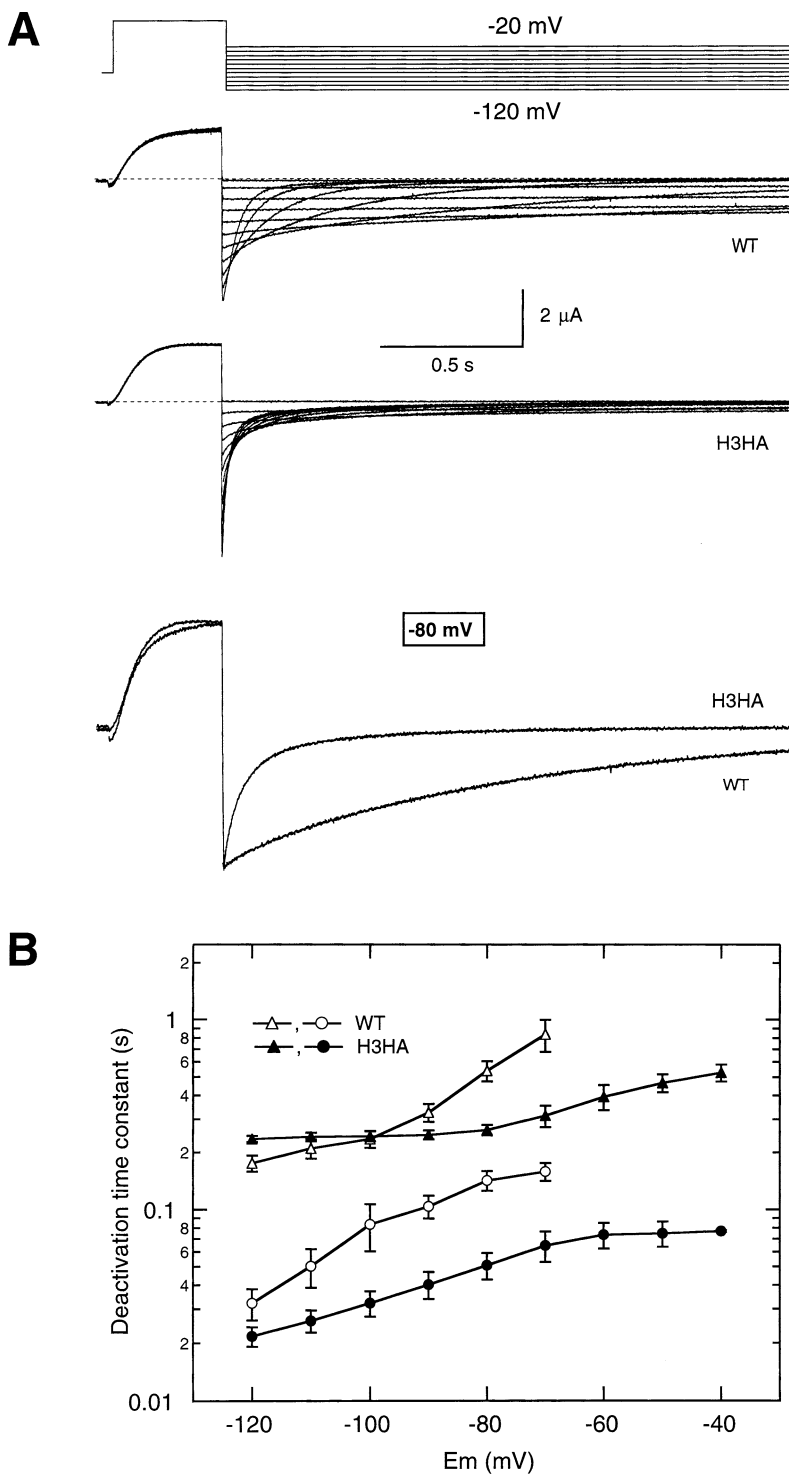 A
-20 mV
-120 mV
WT
2 μA
0.5 s
H3HA
-80 mV
H3HA
WT
B
Deactivation time constant (s)
2
1
8
6
4
2
0.1
8
6
4
2
0.01
, WT
, H3HA
-120 -100 -80 -60 -40
Em (mV)